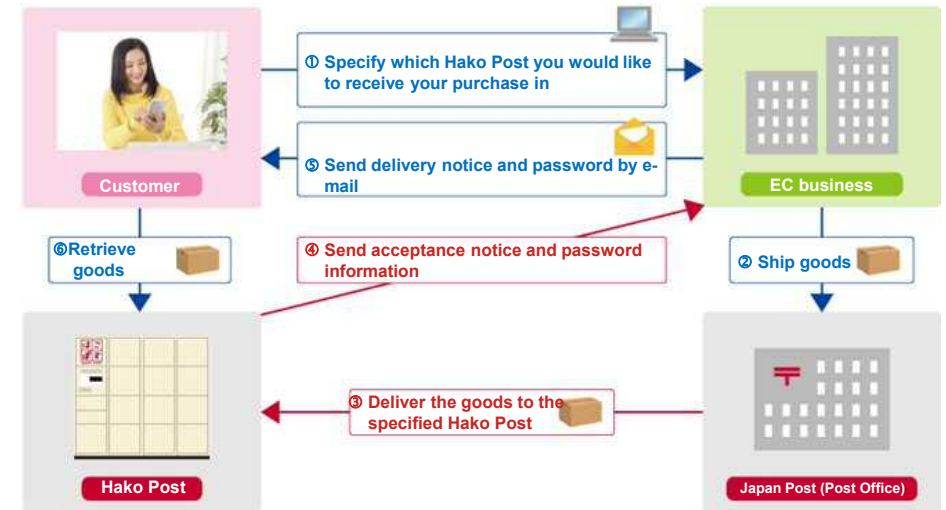 ① Specify which Hako Post you would like
to receive your purchase in
⑤ Send delivery notice and password by e-
mail
Customer
EC business
⑥Retrieve
goods
④ Send acceptance notice and password
information
② Ship goods
③ Deliver the goods to the
specified Hako Post
Hako Post
Japan Post (Post Office)